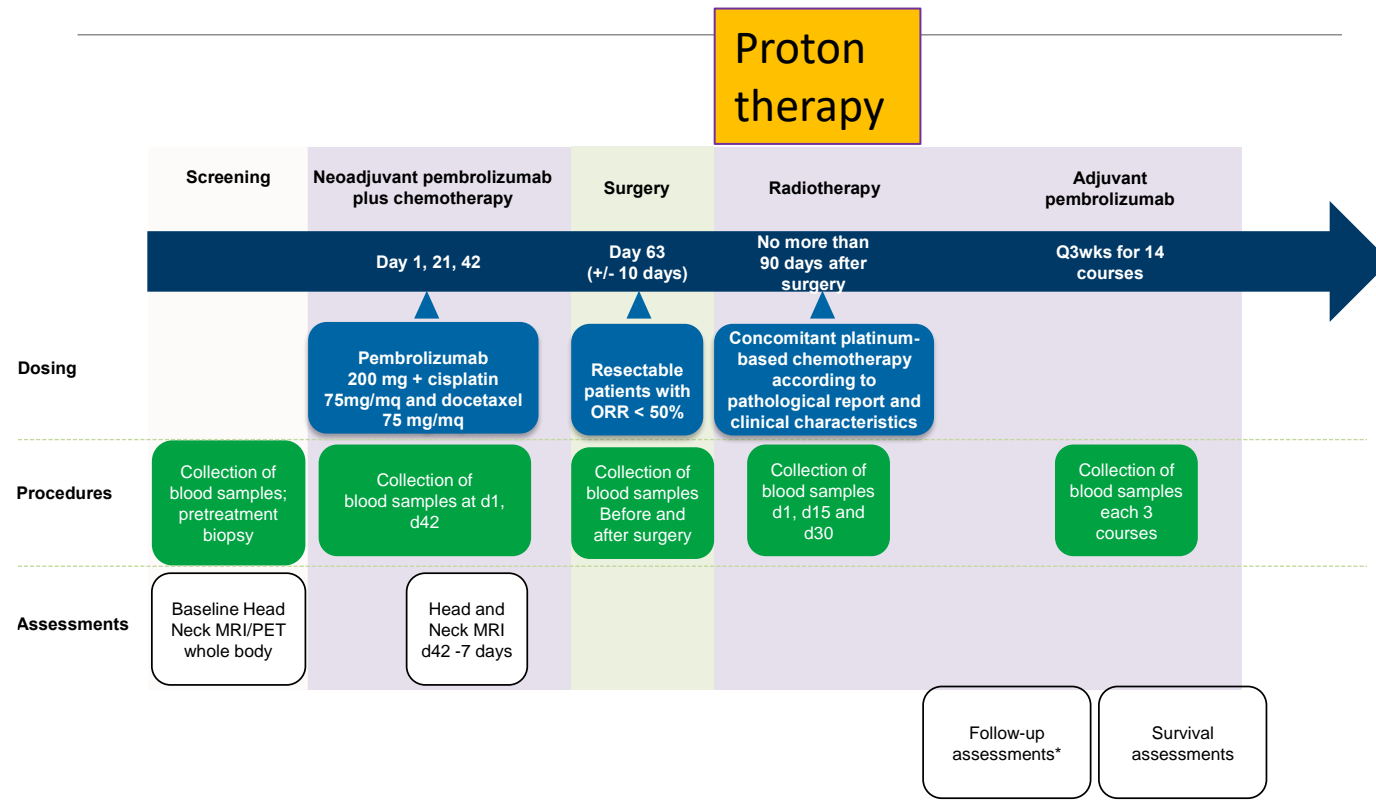 Proton
therapy
Screening
Neoadjuvant pembrolizumab
plus chemotherapy
Surgery
Radiotherapy
Adjuvant
pembrolizumab
Day 1, 21, 42
Day 63
(+/- 10 days)
No more than
90 days after
surgery
Q3wks for 14
courses
Dosing
Pembrolizumab
200 mg + cisplatin
75mg/mq and docetaxel
75 mg/mq
Resectable
patients with
ORR < 50%
Concomitant platinum-
based chemotherapy
according to
pathological report and
clinical characteristics
Procedures
Collection of
blood samples;
pretreatment
biopsy
Collection of
blood samples at d1,
d42
Collection of
blood samples
Before and
after surgery
Collection of
blood samples
d1, d15 and
d30
Collection of
blood samples
each 3
courses
Assessments
Baseline Head
Neck MRI/PET
whole body
Head and
Neck MRI
d42 -7 days
Follow-up
assessments*
Survival
assessments